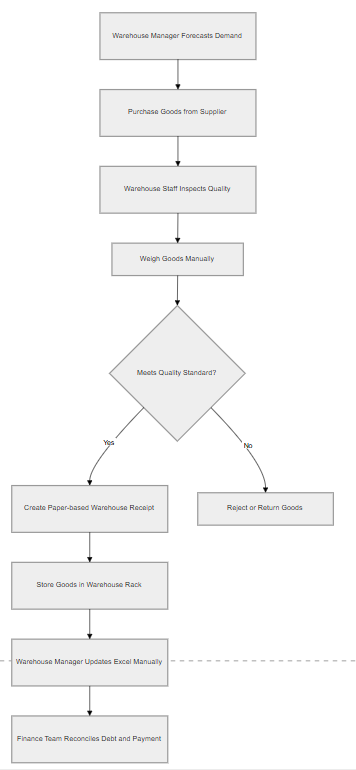 Warehouse Manager Forecasts Demand
Purchase Goods from Supplier
Warehouse Staff Inspects Quality
Weigh Goods Manually
Meets Quality Standard?
Yes
No
Create Paper-based Warehouse Receipt
Reject or Return Goods
Store Goods in Warehouse Rack
Warehouse Manager Updates Excel Manually
Finance Team Reconciles Debt and Payment